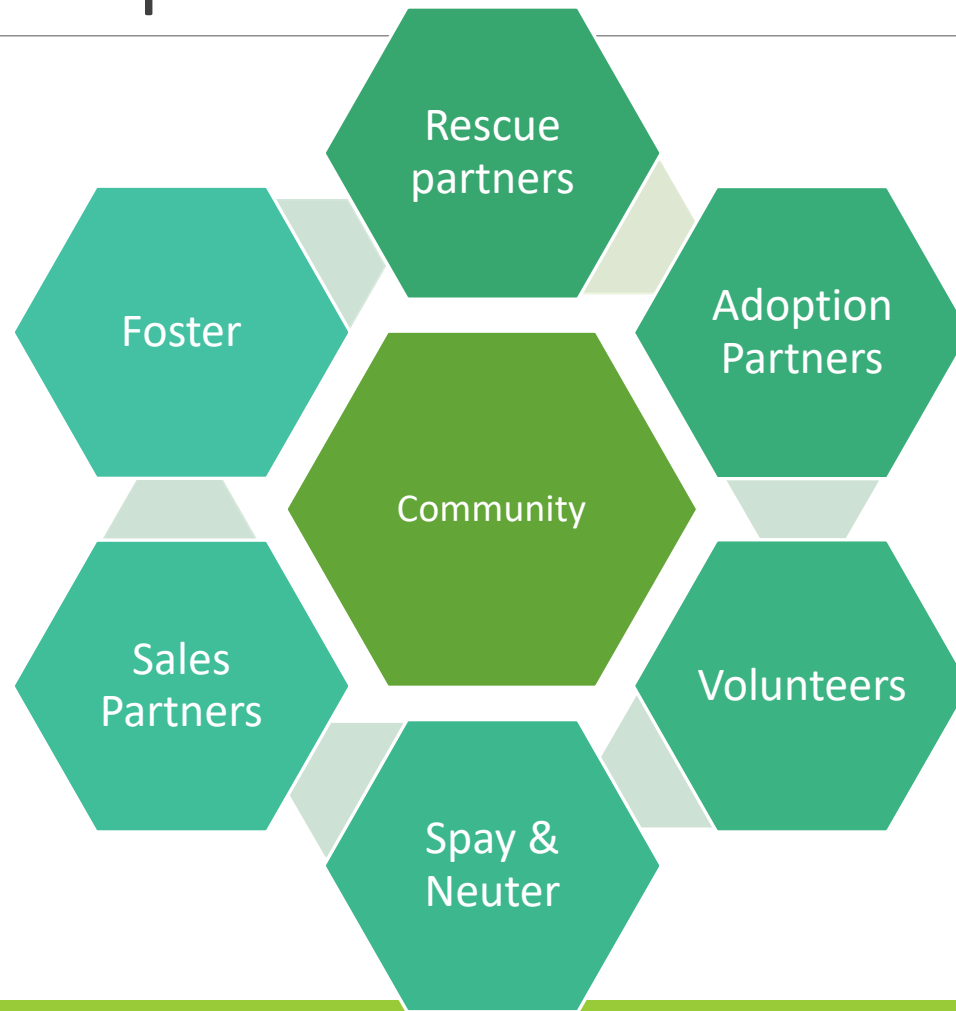 Rescue
partners
Adoption
Partners
Foster
Community
Volunteers
Sales
Partners
Spay &
Neuter